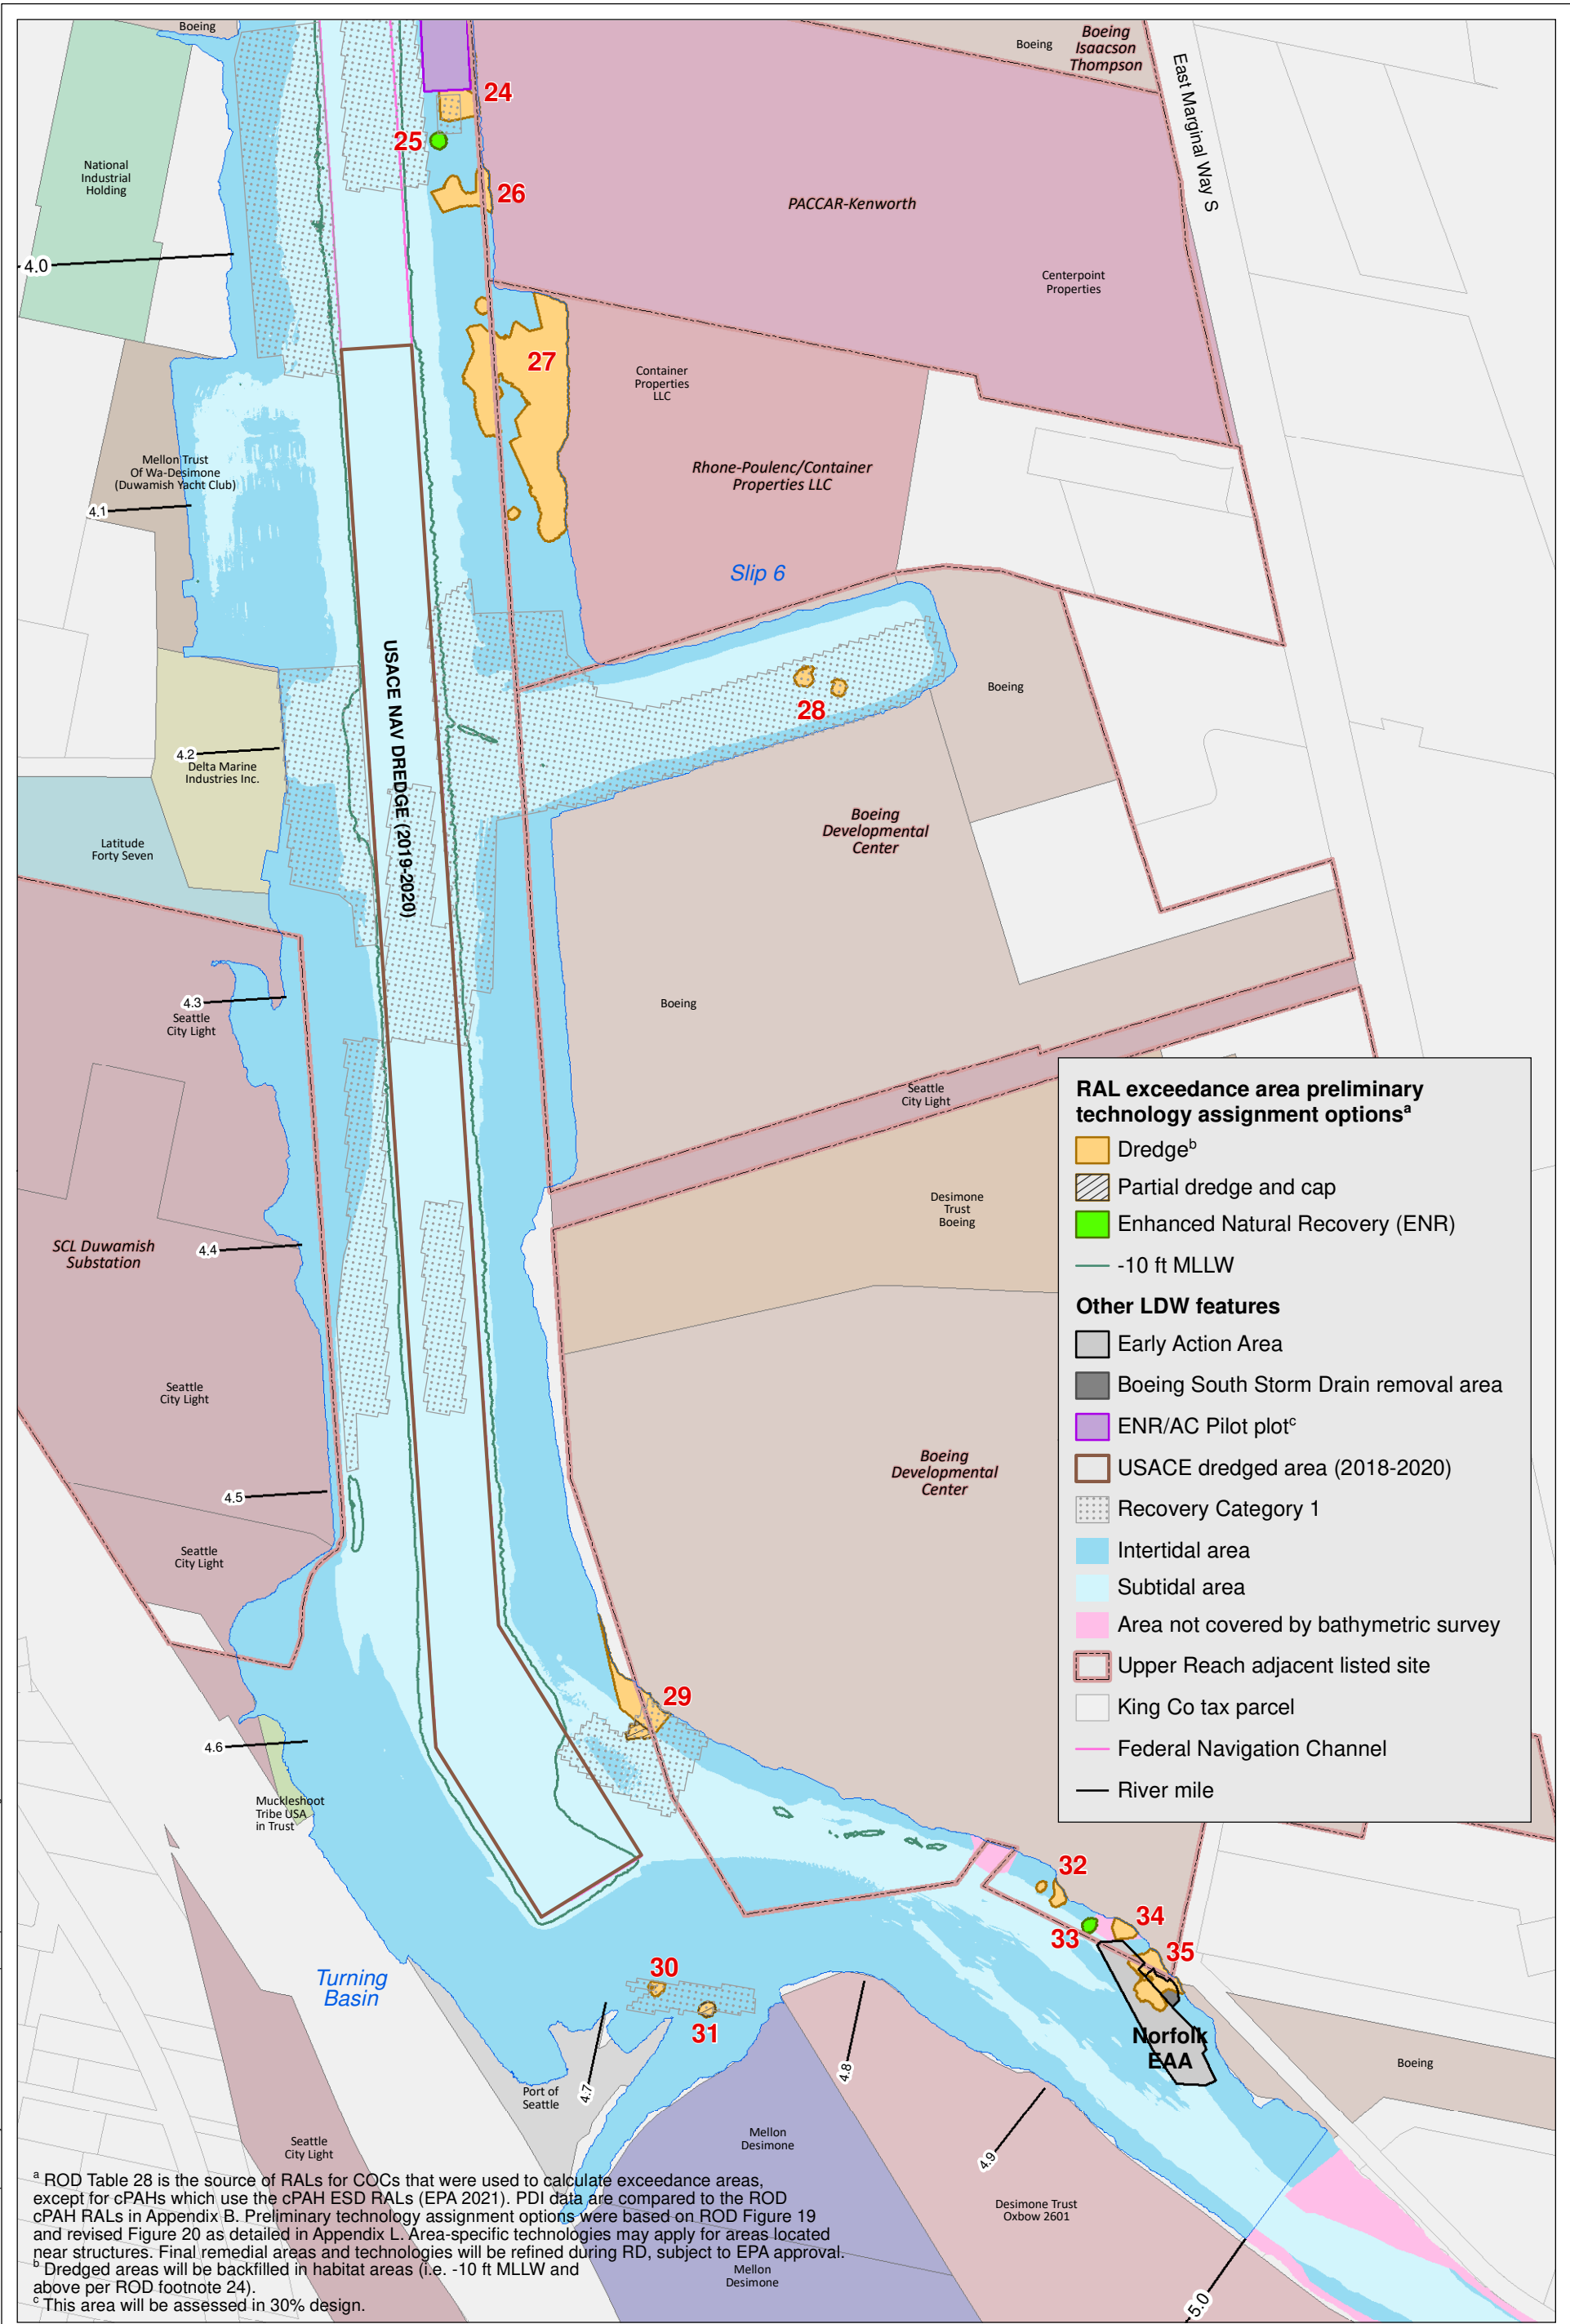 Boeing
Boeing
Boeing
Isaacson
Thompson
East Marginal Way S
24
25
National
Industrial
Holding
26
PACCAR-Kenworth
4.0
Centerpoint
Properties
27
Container
Properties
LLC
Mellon Trust
Of Wa-Desimone
(Duwamish Yacht Club)
Rhone-Poulenc/Container
Properties LLC
4.1
Slip 6
USACE NAV DREDGE (2019-2020)
Boeing
28
4.2
Delta Marine
Industries Inc.
Boeing
Developmental
Center
Latitude
Forty Seven
4.3
Seattle
City Light
Boeing
Seattle
City Light
Desimone
Trust
Boeing
SCL Duwamish
Substation
4.4
Seattle
City Light
Boeing
Developmental
Center
4.5
Seattle
City Light
29
4.6
Muckleshoot
Tribe USA
in Trust
32
33
34
35
30
31
Turning
Basin
Norfolk
EAA
Port of
Seattle
4.7
4.8
4.9
5.0
Boeing
Mellon
Desimone
Seattle
City Light
Desimone Trust
Oxbow 2601
Mellon
Desimone
RAL exceedance area preliminary
technology assignment options^a
Dredge^b
Partial dredge and cap
Enhanced Natural Recovery (ENR)
-10 ft MLLW
Other LDW features
Early Action Area
Boeing South Storm Drain removal area
ENR/AC Pilot plot^c
USACE dredged area (2018-2020)
Recovery Category 1
Intertidal area
Subtidal area
Area not covered by bathymetric survey
Upper Reach adjacent listed site
King Co tax parcel
Federal Navigation Channel
River mile
^a ROD Table 28 is the source of RALs for COCs that were used to calculate exceedance areas,
except for cPAHs which use the cPAH ESD RALs (EPA 2021). PDI data are compared to the ROD
cPAH RALs in Appendix B. Preliminary technology assignment options were based on ROD Figure 19
and revised Figure 20 as detailed in Appendix L. Area-specific technologies may apply for areas located
near structures. Final remedial areas and technologies will be refined during RD, subject to EPA approval.
^b Dredged areas will be backfilled in habitat areas (i.e. -10 ft MLLW and
above per ROD footnote 24).
^c This area will be assessed in 30% design.